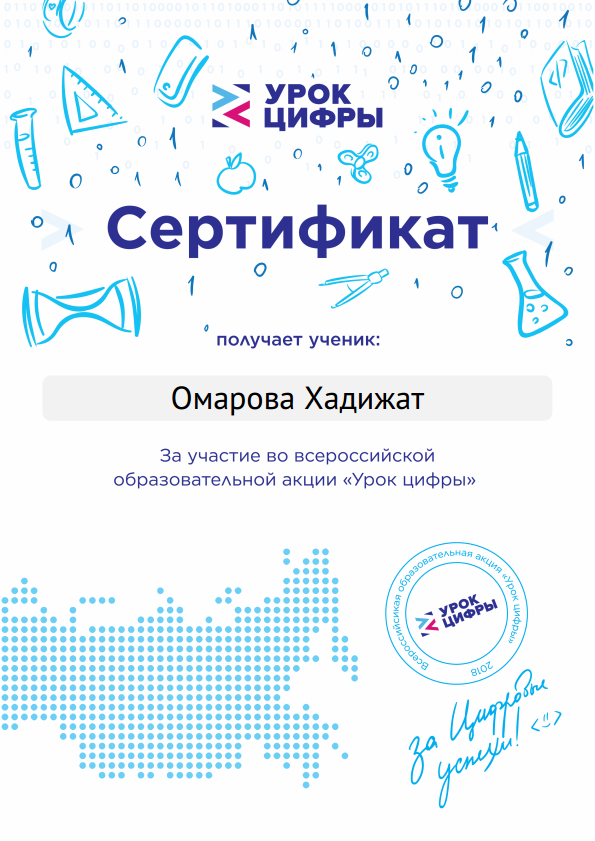 УРОК
ЦИФРЫ
Сертификат
получает ученик:
Омарова Хадижат
За участие во всероссийской
образовательной акции «Урок цифры»
Всероссийсикая образовательная акция «Урок цифры»
УРОК
ЦИФРЫ
2018
за Цифровые
успехи! <!!>